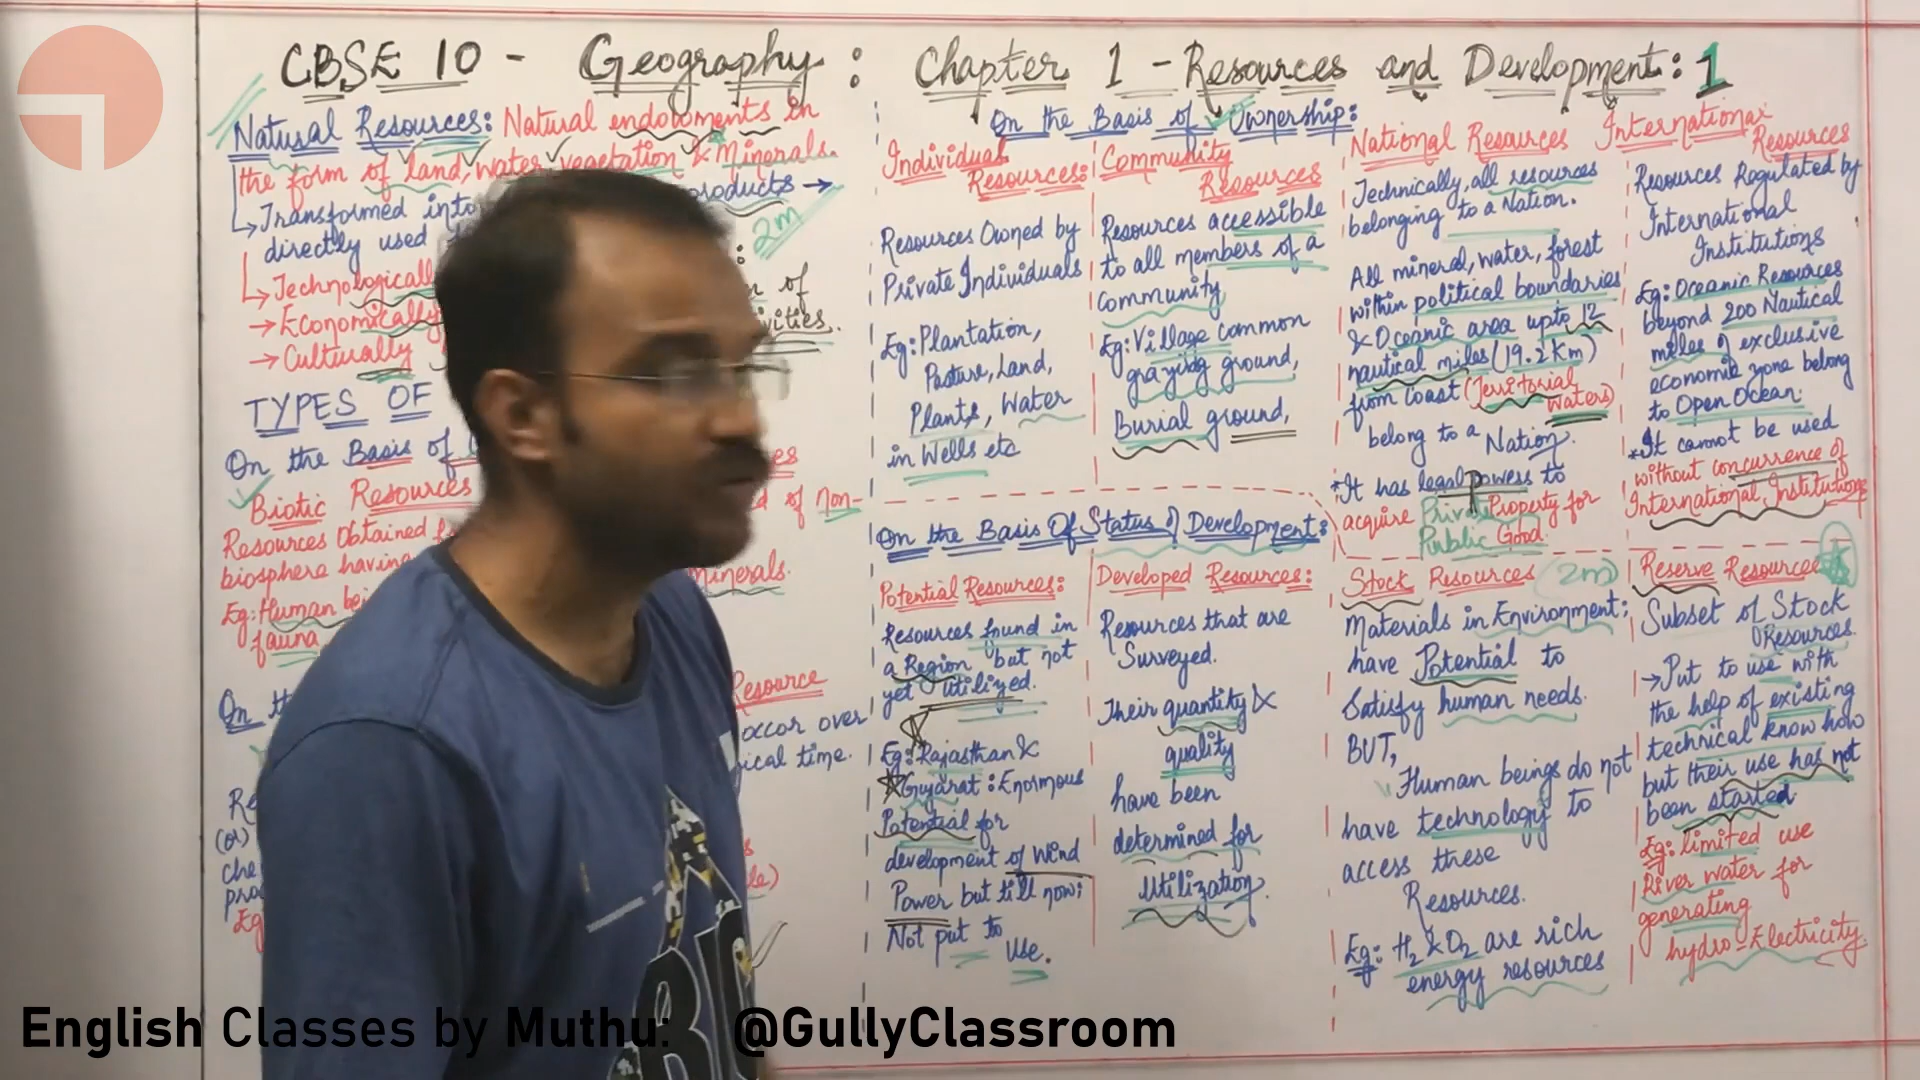 CBSE 10 - Geography : Chapter 1 - Resources and Development : 1
Natural Resources: Natural endowments in
the form of land, water, vegetation & Minerals.
Transformed into products →
directly used
2m
→ Technologically
→ Economically
→ Culturally
of
ivities.
TYPES OF
On the Basis of
Biotic Resources
Resources Obtained
biosphere having
Eg: Human bei
fauna
d of non-
Minerals.
On th
Resource
occor over
ical time.
Re
(or)
che
pro
Eg
On the Basis of Ownership:
Individual
Resources:
Resources Owned by
Private Individuals
Eg: Plantation,
Pasture, Land,
Plants, Water
in Wells etc
Community
Resources
Resources accessible
to all members of a
Community
Eg: Village common
grazing ground,
Burial ground,
National Resources
Technically, all resources
belonging to a Nation.
All mineral, water, forest
within political boundaries
& Oceanic area upto 12
nautical miles (19.2 Km)
from Coast (Territorial
Waters)
belong to a Nation.
*It has legal powers to
acquire Private Property for
Public Good.
International
Resources
Resources Regulated by
International
Institutions
Eg: Oceanic Resources
beyond 200 Nautical
miles of exclusive
economic zone belong
to Open Ocean.
*It cannot be used
without concurrence of
International Institutions
On the Basis Of Status of Development:
Potential Resources:
Resources found in
a Region but not
yet Utilized.
Eg: Rajasthan &
Gujarat: Enormous
Potential for
development of Wind
Power but till now;
Not put to
Use.
Developed Resources:
Resources that are
Surveyed.
Their quantity &
quality
have been
determined for
Utilization.
Stock Resources 2m
Materials in Environment;
have Potential to
Satisfy human needs.
BUT,
Human beings do not
have technology to
access these
Resources.
Eg: H₂ & O₂ are rich
energy resources
Reserve Resources
Subset of Stock
Resources.
→ Put to use with
the help of existing
technical know how
but their use has not
been started.
Eg: limited use
River water for
generating
hydro-Electricity.
English Classes by Muthu: @GullyClassroom